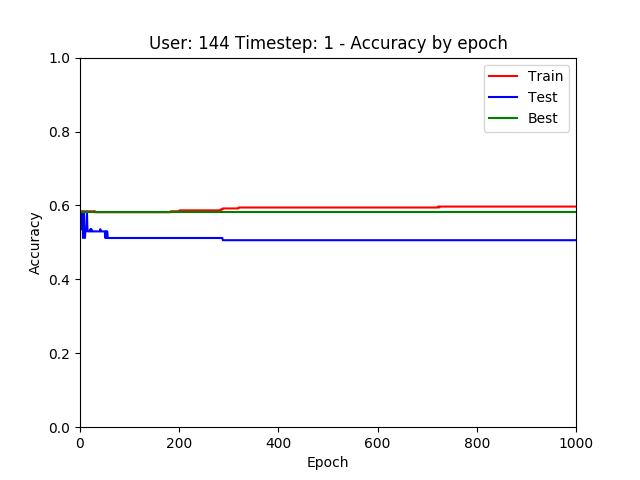 User: 144 Timestep: 1 - Accuracy by epoch
1.0
0.8
0.6
0.4
0.2
0.0
Accuracy
Train
Test
Best
0 200 400 600 800 1000
Epoch